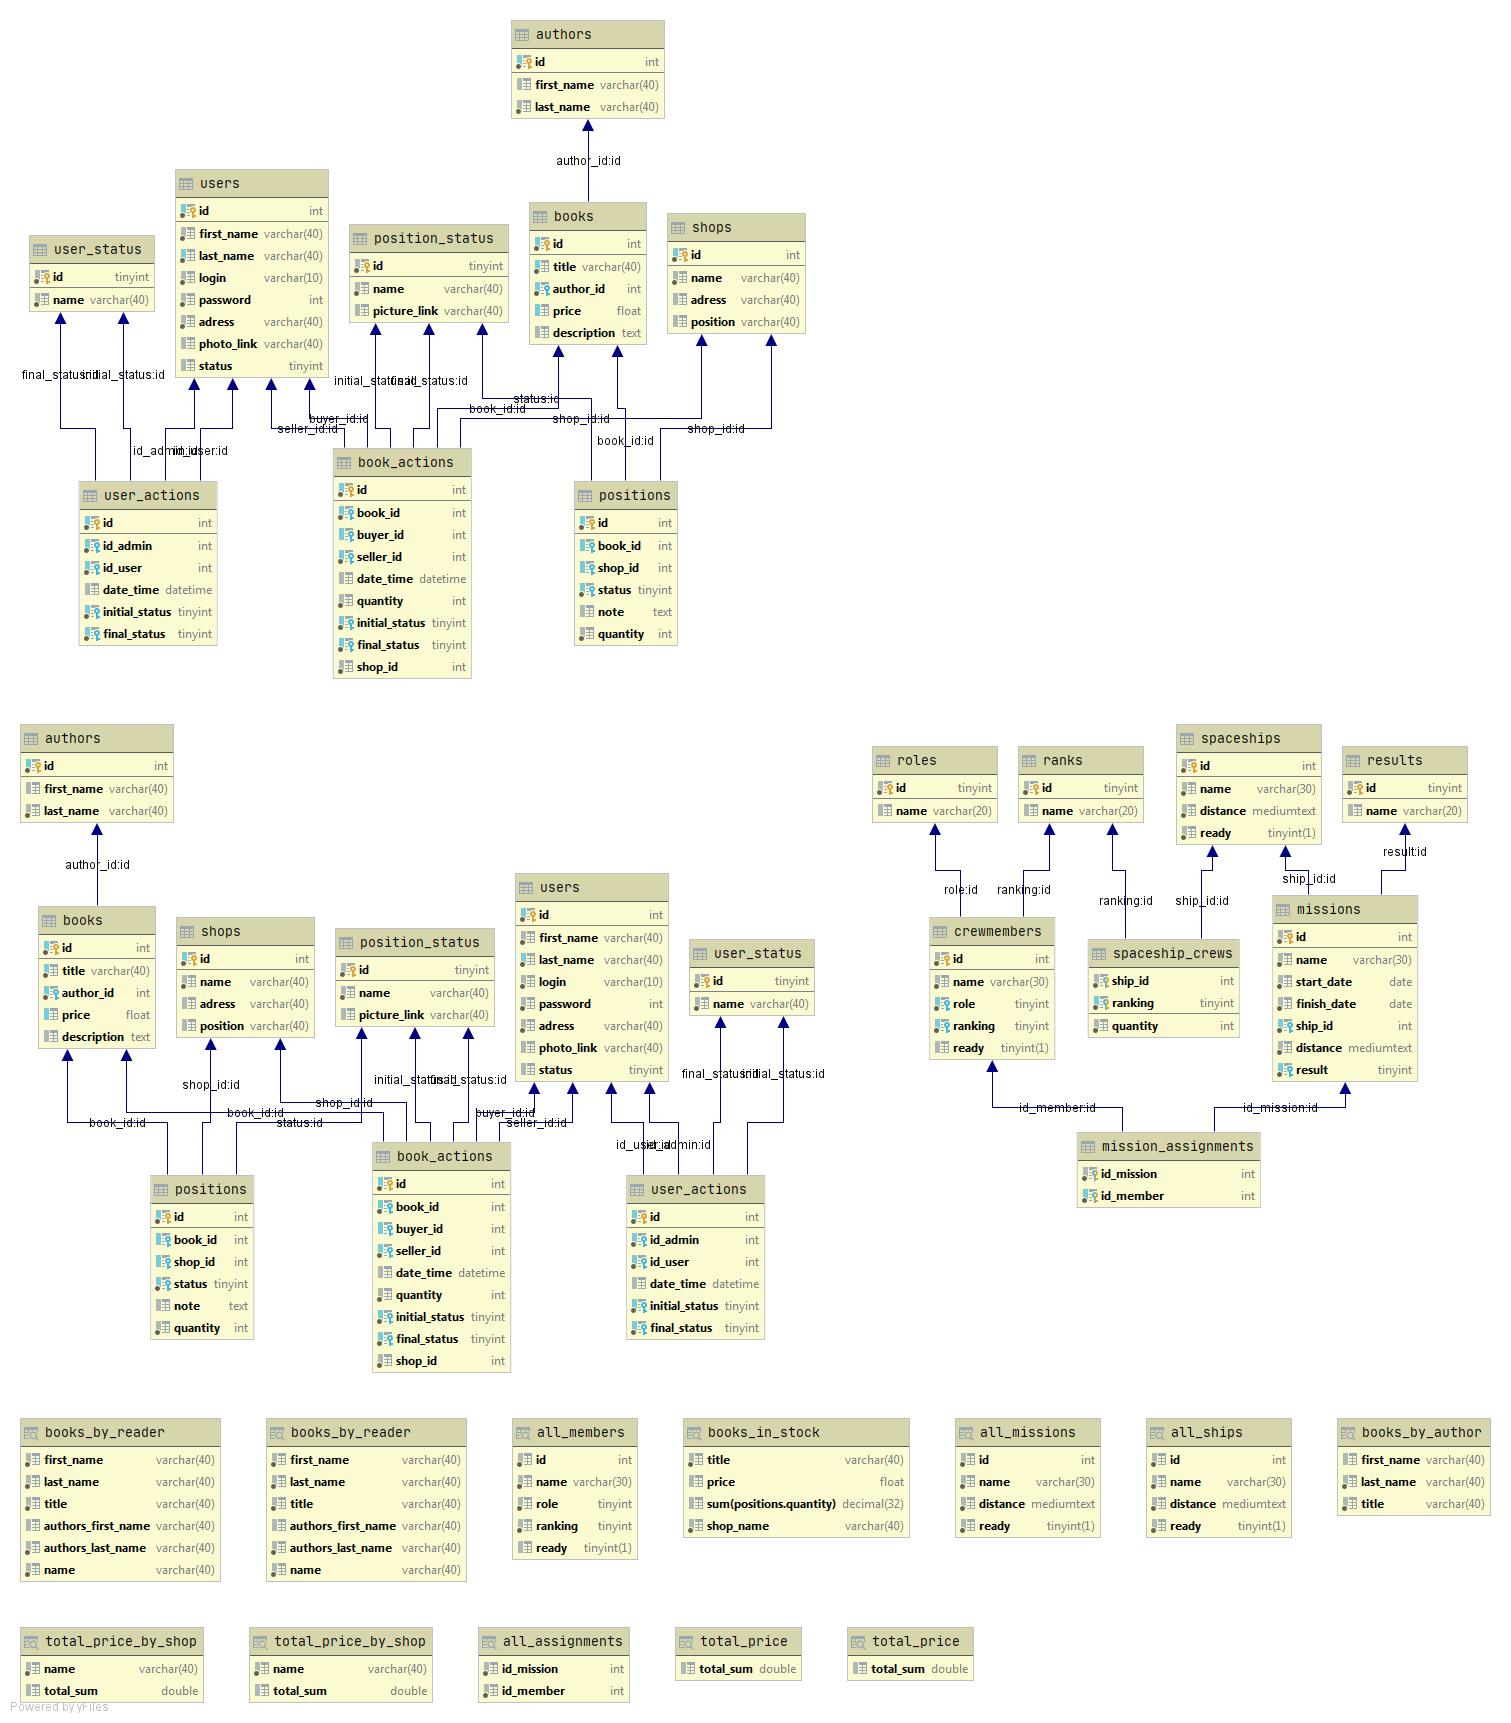 authors
id int
first_name varchar(40)
last_name varchar(40)
author_id:id
users
id int
first_name varchar(40)
last_name varchar(40)
login varchar(10)
password int
adress varchar(40)
photo_link varchar(40)
status tinyint
user_status
id tinyint
name varchar(40)
position_status
id tinyint
name varchar(40)
picture_link varchar(40)
books
id int
title varchar(40)
author_id int
price float
description text
shops
id int
name varchar(40)
adress varchar(40)
position varchar(40)
final_status:id
initial_status:id
initial_status:id
final_status:id
status:id
book_id:id
buyer_id:id
shop_id:id
seller_id:id
shop_id:id
book_id:id
id_admin:id
id_user:id
user_actions
id int
id_admin int
id_user int
date_time datetime
initial_status tinyint
final_status tinyint
book_actions
id int
book_id int
buyer_id int
seller_id int
date_time datetime
quantity int
initial_status tinyint
final_status tinyint
shop_id int
positions
id int
book_id int
shop_id int
status tinyint
note text
quantity int
authors
id int
first_name varchar(40)
last_name varchar(40)
author_id:id
books
id int
title varchar(40)
author_id int
price float
description text
shops
id int
name varchar(40)
adress varchar(40)
position varchar(40)
position_status
id tinyint
name varchar(40)
picture_link varchar(40)
users
id int
first_name varchar(40)
last_name varchar(40)
login varchar(10)
password int
adress varchar(40)
photo_link varchar(40)
status tinyint
user_status
id tinyint
name varchar(40)
shop_id:id
initial_status:id
final_status:id
final_status:id
initial_status:id
shop_id:id
book_id:id
buyer_id:id
book_id:id
status:id
seller_id:id
id_user:id
id_admin:id
positions
id int
book_id int
shop_id int
status tinyint
note text
quantity int
book_actions
id int
book_id int
buyer_id int
seller_id int
date_time datetime
quantity int
initial_status tinyint
final_status tinyint
shop_id int
user_actions
id int
id_admin int
id_user int
date_time datetime
initial_status tinyint
final_status tinyint
roles
id tinyint
name varchar(20)
ranks
id tinyint
name varchar(20)
spaceships
id int
name varchar(30)
distance mediumtext
ready tinyint(1)
results
id tinyint
name varchar(20)
role:id
ranking:id
ranking:id
ship_id:id
ship_id:id
result:id
crewmembers
id int
name varchar(30)
role tinyint
ranking tinyint
ready tinyint(1)
spaceship_crews
ship_id int
ranking tinyint
quantity int
missions
id int
name varchar(30)
start_date date
finish_date date
ship_id int
distance mediumtext
result tinyint
id_member:id
id_mission:id
mission_assignments
id_mission int
id_member int
books_by_reader
first_name varchar(40)
last_name varchar(40)
title varchar(40)
authors_first_name varchar(40)
authors_last_name varchar(40)
name varchar(40)
books_by_reader
first_name varchar(40)
last_name varchar(40)
title varchar(40)
authors_first_name varchar(40)
authors_last_name varchar(40)
name varchar(40)
all_members
id int
name varchar(30)
role tinyint
ranking tinyint
ready tinyint(1)
books_in_stock
title varchar(40)
price float
sum(positions.quantity) decimal(32)
shop_name varchar(40)
all_missions
id int
name varchar(30)
distance mediumtext
ready tinyint(1)
all_ships
id int
name varchar(30)
distance mediumtext
ready tinyint(1)
books_by_author
first_name varchar(40)
last_name varchar(40)
title varchar(40)
total_price_by_shop
name varchar(40)
total_sum double
total_price_by_shop
name varchar(40)
total_sum double
all_assignments
id_mission int
id_member int
total_price
total_sum double
total_price
total_sum double
Powered by yFiles